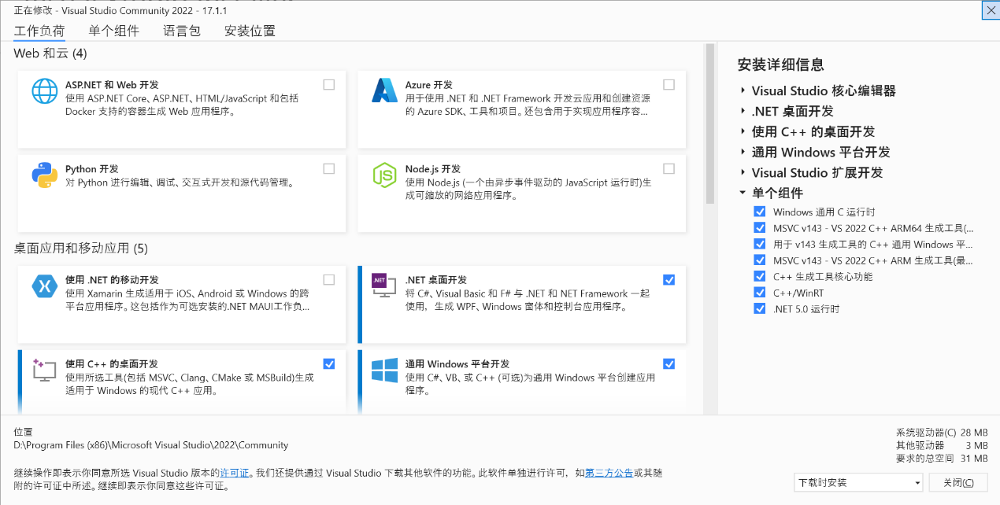 正在修改 - Visual Studio Community 2022 - 17.1.1
工作负荷 单个组件 语言包 安装位置
Web 和云 (4)
ASP.NET 和 Web 开发
使用 ASP.NET Core、ASP.NET、HTML/JavaScript 和包括
Docker 支持的容器生成 Web 应用程序。
Azure 开发
用于使用 .NET 和 .NET Framework 开发云应用和创建资源
的 Azure SDK、工具和项目。还包含用于实现应用程序容...
Python 开发
对 Python 进行编辑、调试、交互式开发和源代码管理。
Node.js 开发
使用 Node.js (一个由异步事件驱动的 JavaScript 运行时)生
成可缩放的网络应用程序。
桌面应用和移动应用 (5)
使用 .NET 的移动开发
使用 Xamarin 生成适用于 iOS、Android 或 Windows 的跨
平台应用程序。这包括作为可选安装的.NET MAUI工作负...
.NET
.NET 桌面开发
将 C#、Visual Basic 和 F# 与 .NET 和 NET Framework 一起
使用，生成 WPF、Windows 窗体和控制台应用程序。
使用 C++ 的桌面开发
使用所选工具(包括 MSVC、Clang、CMake 或 MSBuild)生成
适用于 Windows 的现代 C++ 应用。
通用 Windows 平台开发
使用 C#、VB、或 C++ (可选)为通用 Windows 平台创建应用
程序。
安装详细信息
Visual Studio 核心编辑器
.NET 桌面开发
使用 C++ 的桌面开发
通用 Windows 平台开发
Visual Studio 扩展开发
单个组件
Windows 通用 C 运行时
MSVC v143 - VS 2022 C++ ARM64 生成工具(...
用于 v143 生成工具的 C++ 通用 Windows 平...
MSVC v143 - VS 2022 C++ ARM 生成工具(最...
C++ 生成工具核心功能
C++/WinRT
.NET 5.0 运行时
位置
D:\Program Files (x86)\Microsoft Visual Studio\2022\Community
继续操作即表示你同意所选 Visual Studio 版本的许可证。我们还提供通过 Visual Studio 下载其他软件的功能。此软件单独进行许可，如第三方公告或其随
附的许可证中所述。继续即表示你同意这些许可证。
系统驱动器(C) 28 MB
其他驱动器 3 MB
要求的总空间 31 MB
下载时安装
关闭(C)